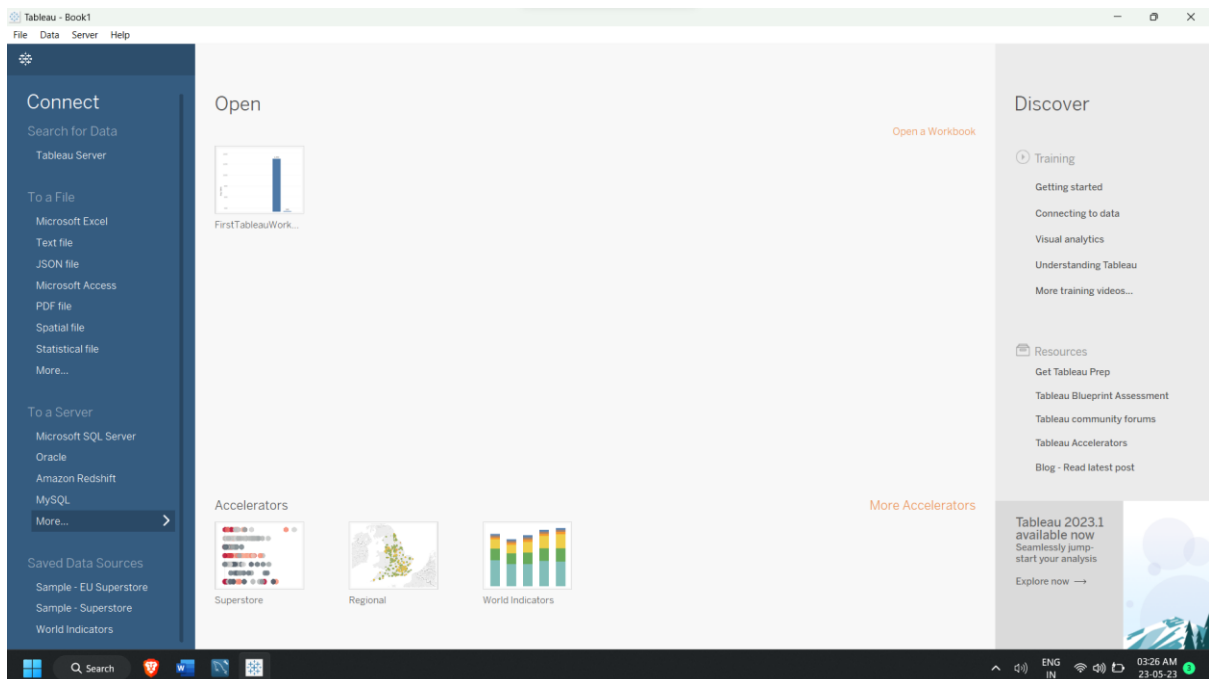 Tableau - Book1
File Data Server Help
Connect
Search for Data
Tableau Server
To a File
Microsoft Excel
Text file
JSON file
Microsoft Access
PDF file
Spatial file
Statistical file
More...
To a Server
Microsoft SQL Server
Oracle
Amazon Redshift
MySQL
More...
Saved Data Sources
Sample - EU Superstore
Sample - Superstore
World Indicators
Open
Open a Workbook
FirstTableauWork...
Accelerators
More Accelerators
Superstore
Regional
World Indicators
Discover
Training
Getting started
Connecting to data
Visual analytics
Understanding Tableau
More training videos...
Resources
Get Tableau Prep
Tableau Blueprint Assessment
Tableau community forums
Tableau Accelerators
Blog - Read latest post
Tableau 2023.1
available now
Seamlessly jump-
start your analysis
Explore now →
Search
W
ENG
IN
03:26 AM
23-05-23
3